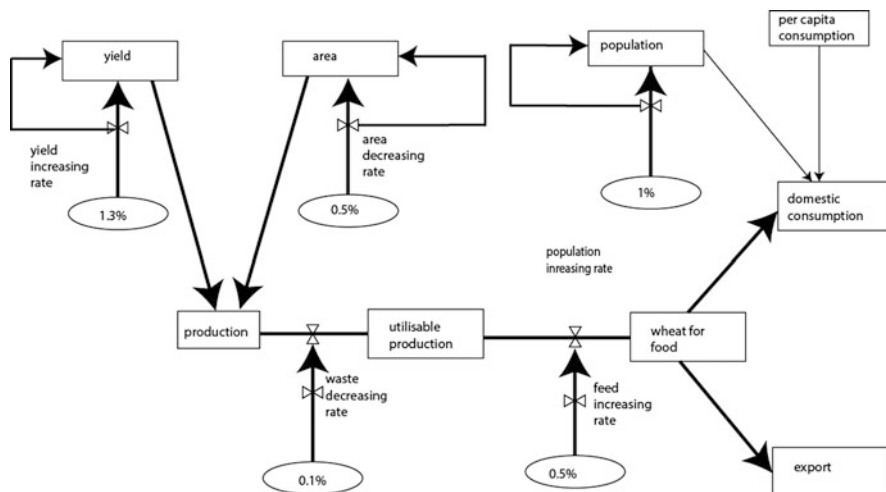 yield
area
population
per capita
consumption
yield
increasing
rate
area
decreasing
rate
1.3%
0.5%
1%
domestic
consumption
population
inreasing rate
production
utilisable
production
wheat for
food
waste
decreasing
rate
feed
increasing
rate
0.1%
0.5%
export